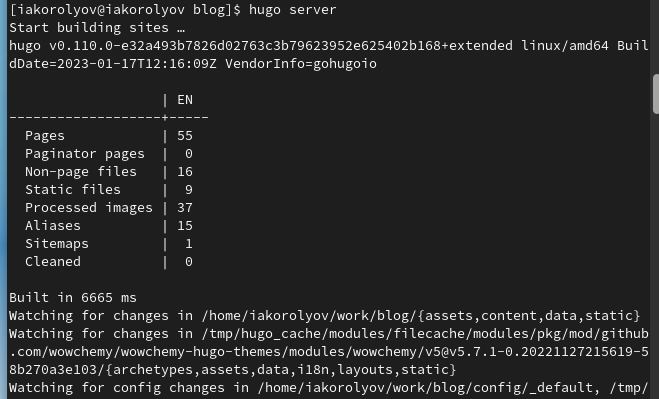 [iakorolyov@iakorolyov blog]$ hugo server
Start building sites …
hugo v0.110.0-e32a493b7826d02763c3b79623952e625402b168+extended linux/amd64 Buil
dDate=2023-01-17T12:16:09Z VendorInfo=gohugoio
                   | EN
-------------------+-----
  Pages            | 55
  Paginator pages  |  0
  Non-page files   | 16
  Static files     |  9
  Processed images | 37
  Aliases          | 15
  Sitemaps         |  1
  Cleaned          |  0
Built in 6665 ms
Watching for changes in /home/iakorolyov/work/blog/{assets,content,data,static}
Watching for changes in /tmp/hugo_cache/modules/filecache/modules/pkg/mod/github
.com/wowchemy/wowchemy-hugo-themes/modules/wowchemy/v5@v5.7.1-0.20221127215619-5
8b270a3e103/{archetypes,assets,data,i18n,layouts,static}
Watching for config changes in /home/iakorolyov/work/blog/config/_default, /tmp/